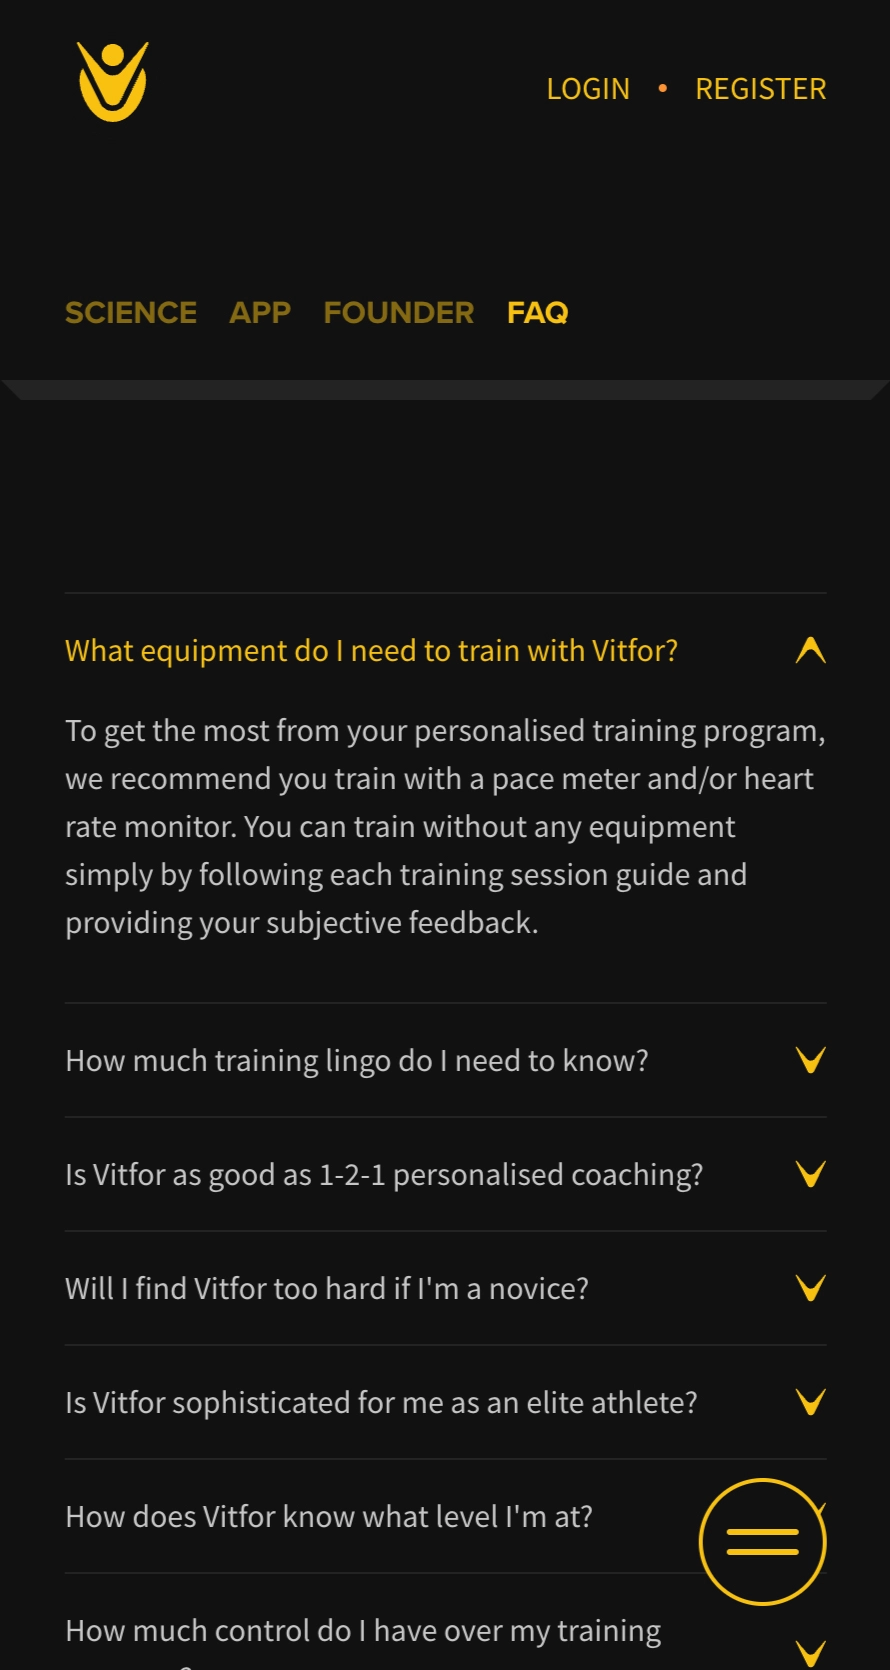 LOGIN • REGISTER
SCIENCE APP FOUNDER FAQ
What equipment do I need to train with Vitfor?
To get the most from your personalised training program,
we recommend you train with a pace meter and/or heart
rate monitor. You can train without any equipment
simply by following each training session guide and
providing your subjective feedback.
How much training lingo do I need to know?
Is Vitfor as good as 1-2-1 personalised coaching?
Will I find Vitfor too hard if I'm a novice?
Is Vitfor sophisticated for me as an elite athlete?
How does Vitfor know what level I'm at?
How much control do I have over my training